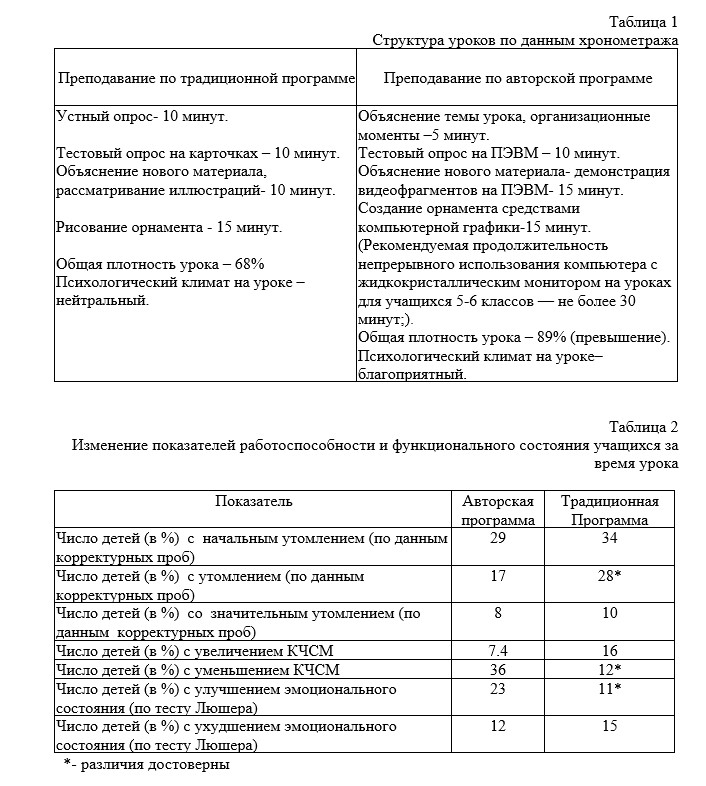 Таблица 1
Структура уроков по данным хронометража
Преподавание по традиционной программе
Преподавание по авторской программе
Устный опрос- 10 минут.
Тестовый опрос на карточках – 10 минут.
Объяснение нового материала,
рассматривание иллюстраций- 10 минут.
Рисование орнамента - 15 минут.
Общая плотность урока – 68%
Психологический климат на уроке –
нейтральный.
Объяснение темы урока, организационные
моменты –5 минут.
Тестовый опрос на ПЭВМ – 10 минут.
Объяснение нового материала- демонстрация
видеофрагментов на ПЭВМ- 15 минут.
Создание орнамента средствами
компьютерной графики-15 минут.
(Рекомендуемая продолжительность
непрерывного использования компьютера с
жидкокристаллическим монитором на уроках
для учащихся 5-6 классов — не более 30
минут;).
Общая плотность урока – 89% (превышение).
Психологический климат на уроке–
благоприятный.
Таблица 2
Изменение показателей работоспособности и функционального состояния учащихся за
время урока
Показатель
Авторская
программа
Традиционная
Программа
Число детей (в %) с начальным утомлением (по данным
корректурных проб)
29
34
Число детей (в %) с утомлением (по данным
корректурных проб)
17
28*
Число детей (в %) со значительным утомлением (по
данным корректурных проб)
8
10
Число детей (в %) с увеличением КЧСМ
7.4
16
Число детей (в %) с уменьшением КЧСМ
36
12*
Число детей (в %) с улучшением эмоционального
состояния (по тесту Люшера)
23
11*
Число детей (в %) с ухудшением эмоционального
состояния (по тесту Люшера)
12
15
*- различия достоверны